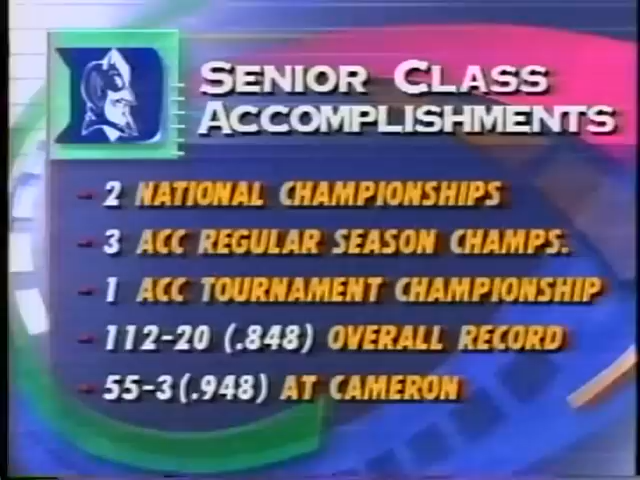 SENIOR CLASS
ACCOMPLISHMENTS
- 2 NATIONAL CHAMPIONSHIPS
- 3 ACC REGULAR SEASON CHAMPS.
- 1 ACC TOURNAMENT CHAMPIONSHIP
- 112-20 (.848) OVERALL RECORD
- 55-3 (.948) AT CAMERON